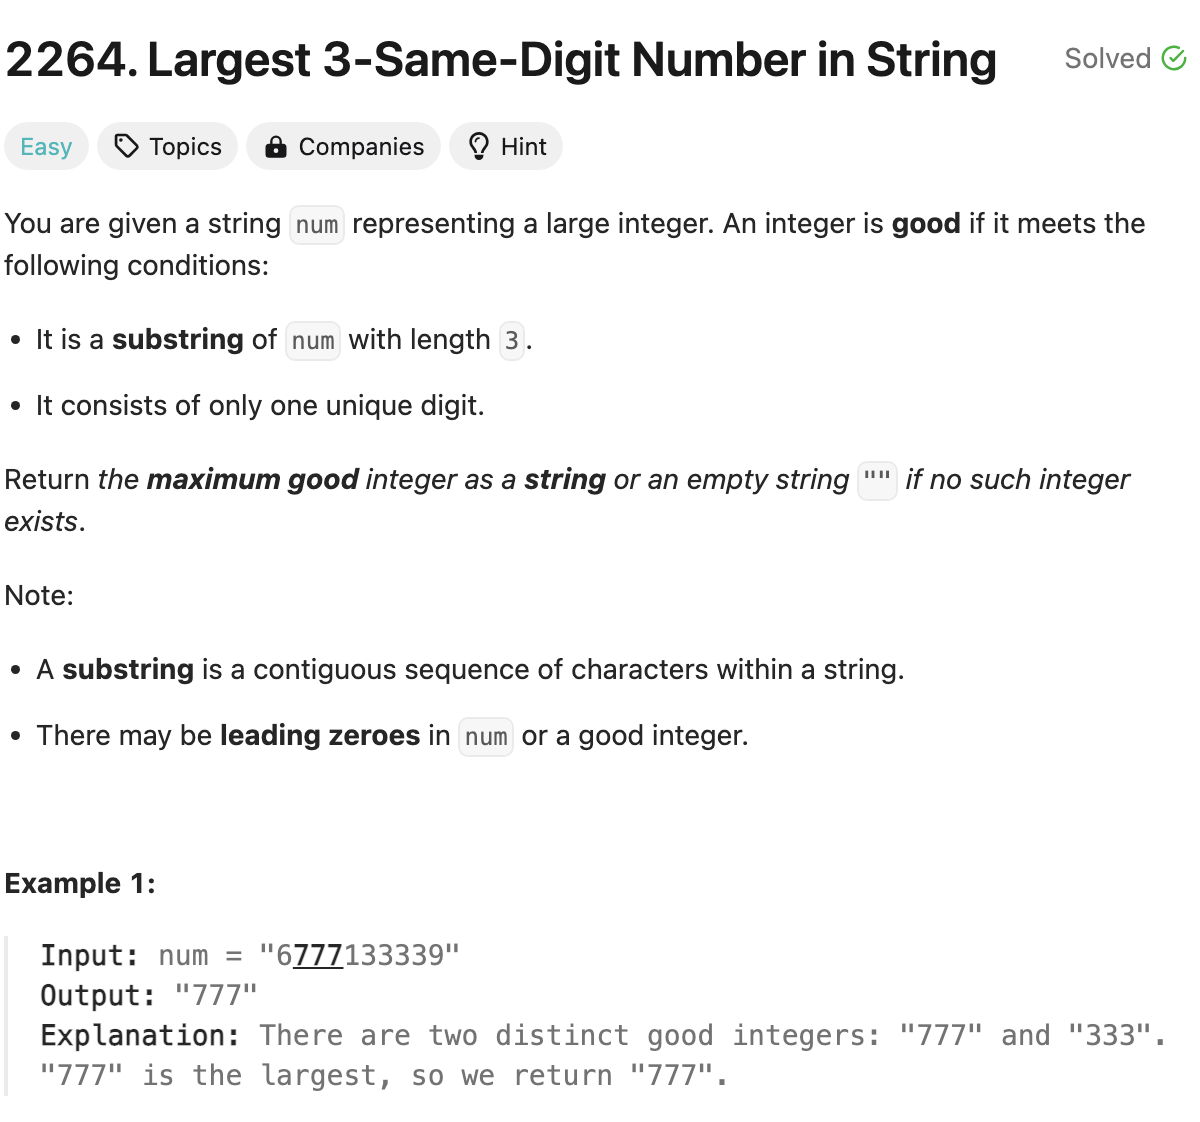 2264. Largest 3-Same-Digit Number in String
Solved
Easy
Topics
Companies
Hint
You are given a string num representing a large integer. An integer is good if it meets the
following conditions:
• It is a substring of num with length 3.
• It consists of only one unique digit.
Return the maximum good integer as a string or an empty string "" if no such integer
exists.
Note:
• A substring is a contiguous sequence of characters within a string.
• There may be leading zeroes in num or a good integer.
Example 1:
Input: num = "6777133339"
Output: "777"
Explanation: There are two distinct good integers: "777" and "333".
"777" is the largest, so we return "777".